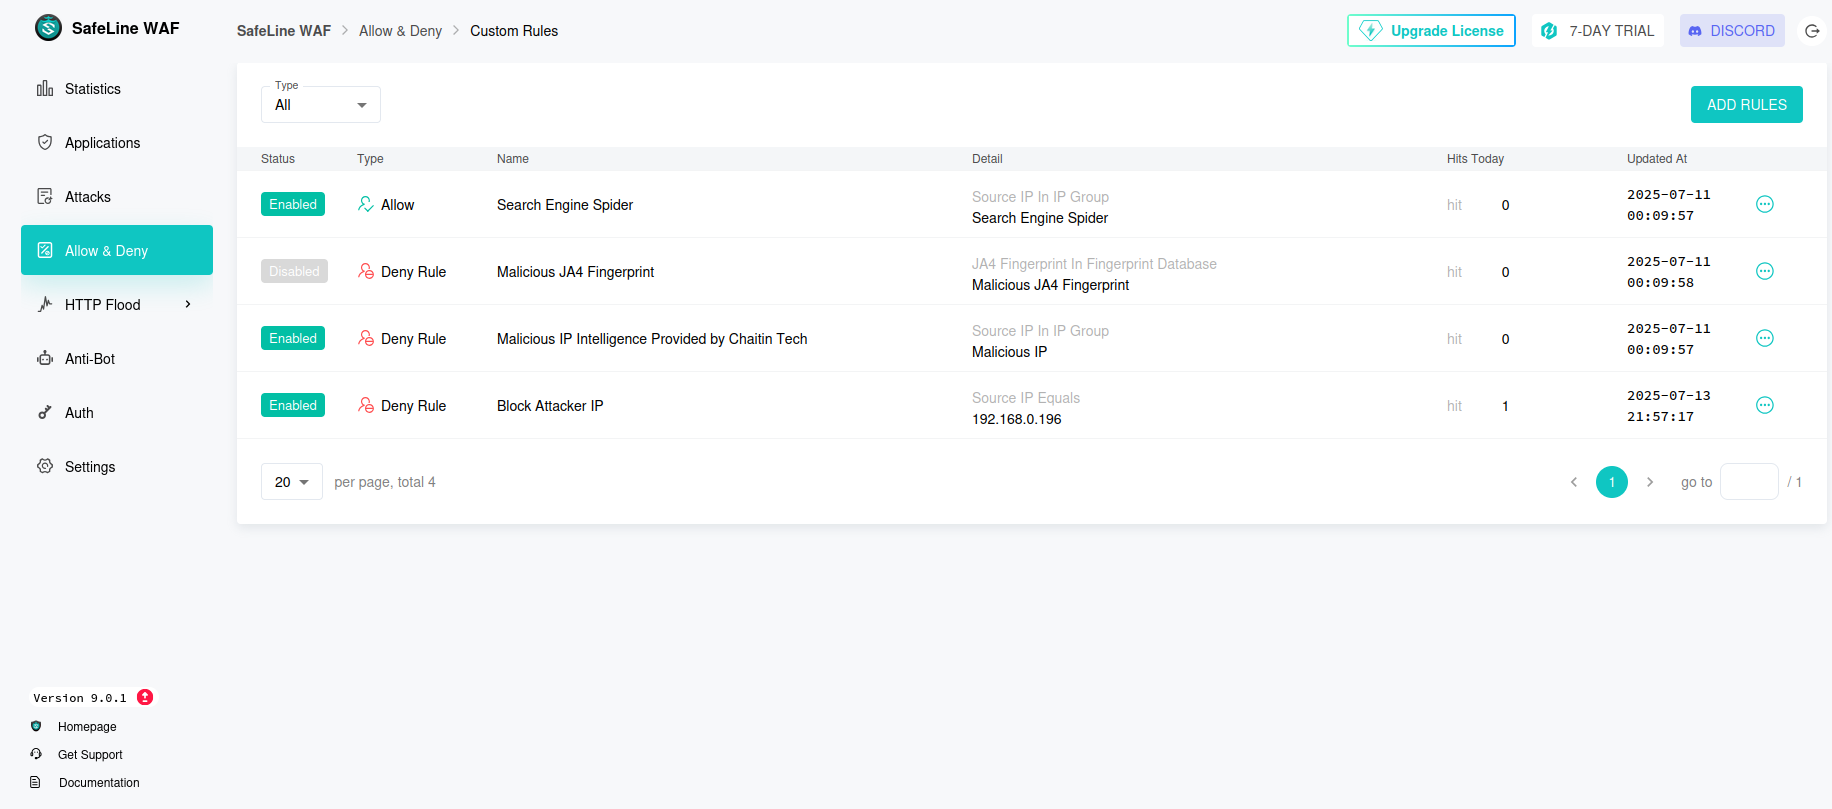 SafeLine WAF
SafeLine WAF > Allow & Deny > Custom Rules
Upgrade License
7-DAY TRIAL
DISCORD
Statistics
Applications
Attacks
Allow & Deny
HTTP Flood
Anti-Bot
Auth
Settings
Type
All
ADD RULES
Status Type Name Detail Hits Today Updated At
Enabled Allow Search Engine Spider Source IP In IP Group hit 0 2025-07-11
Search Engine Spider 00:09:57
Disabled Deny Rule Malicious JA4 Fingerprint JA4 Fingerprint In Fingerprint Database hit 0 2025-07-11
Malicious JA4 Fingerprint 00:09:58
Enabled Deny Rule Malicious IP Intelligence Provided by Chaitin Tech Source IP In IP Group hit 0 2025-07-11
Malicious IP 00:09:57
Enabled Deny Rule Block Attacker IP Source IP Equals hit 1 2025-07-13
192.168.0.196 21:57:17
20 per page, total 4
1 go to / 1
Version 9.0.1
Homepage
Get Support
Documentation